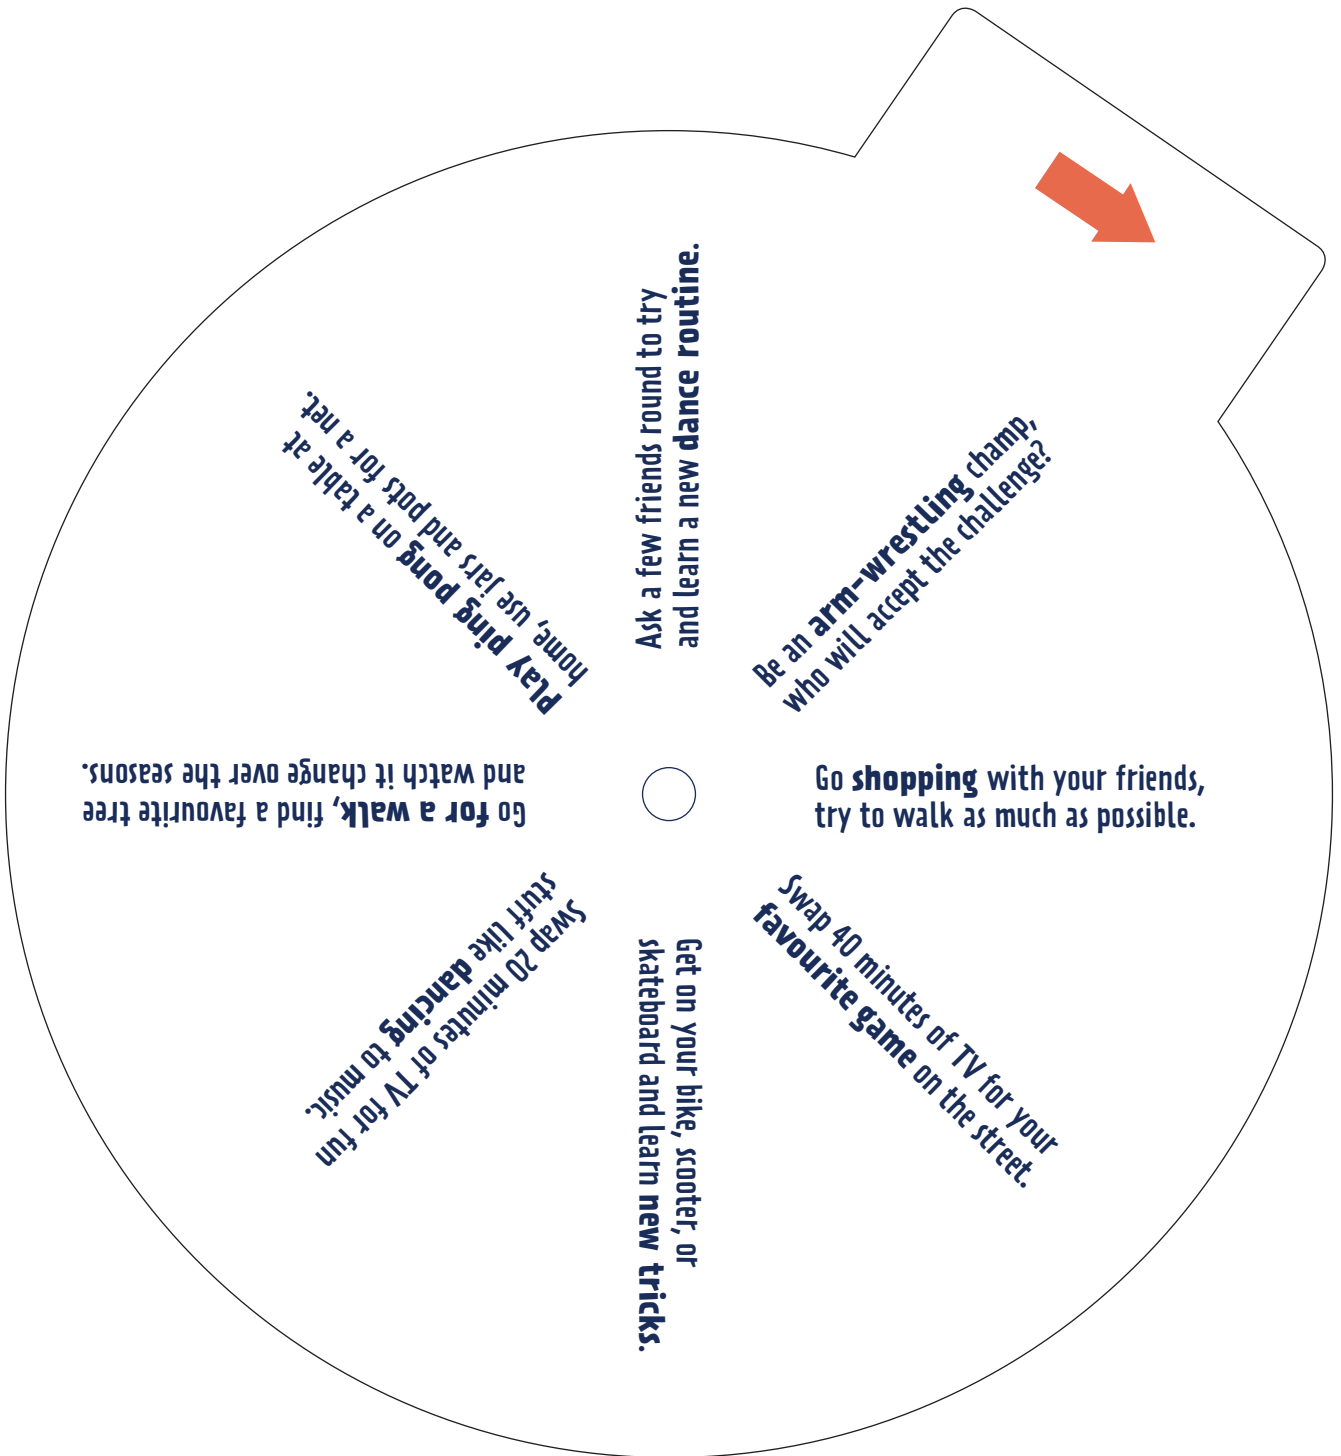 Ask a few friends round to try
and learn a new dance routine.
Be an arm-wrestling champ,
who will accept the challenge?
Go shopping with your friends,
try to walk as much as possible.
Swap 40 minutes of TV for your
favourite game on the street.
Get on your bike, scooter, or
skateboard and learn new tricks.
Swap 20 minutes of TV for fun
stuff like dancing to music.
Go for a walk, find a favourite tree
and watch it change over the seasons.
Play ping pong on a table at
home, use jars and pots for a net.